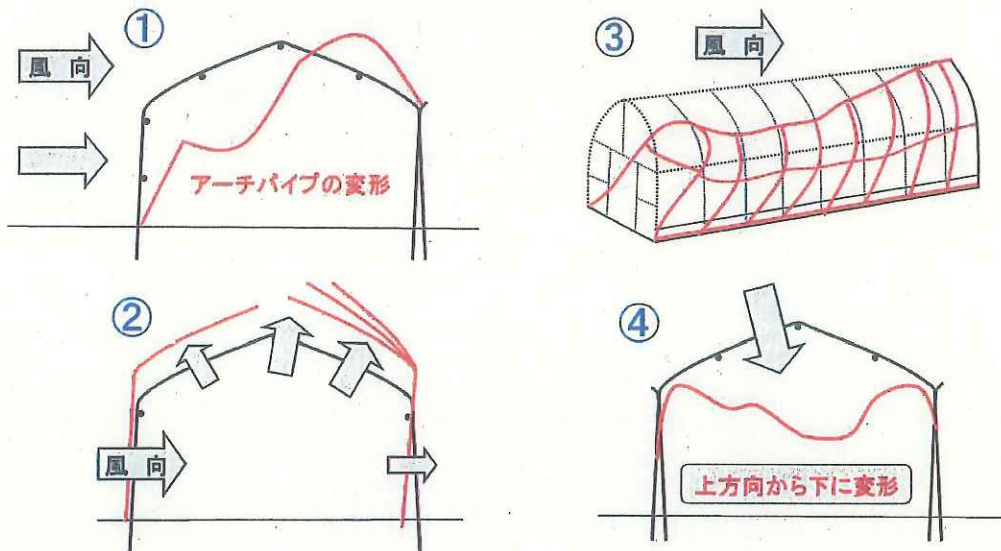 ①
風 向
アーチパイプの変形
③
風 向
②
風 向
④
上方向から下に変形